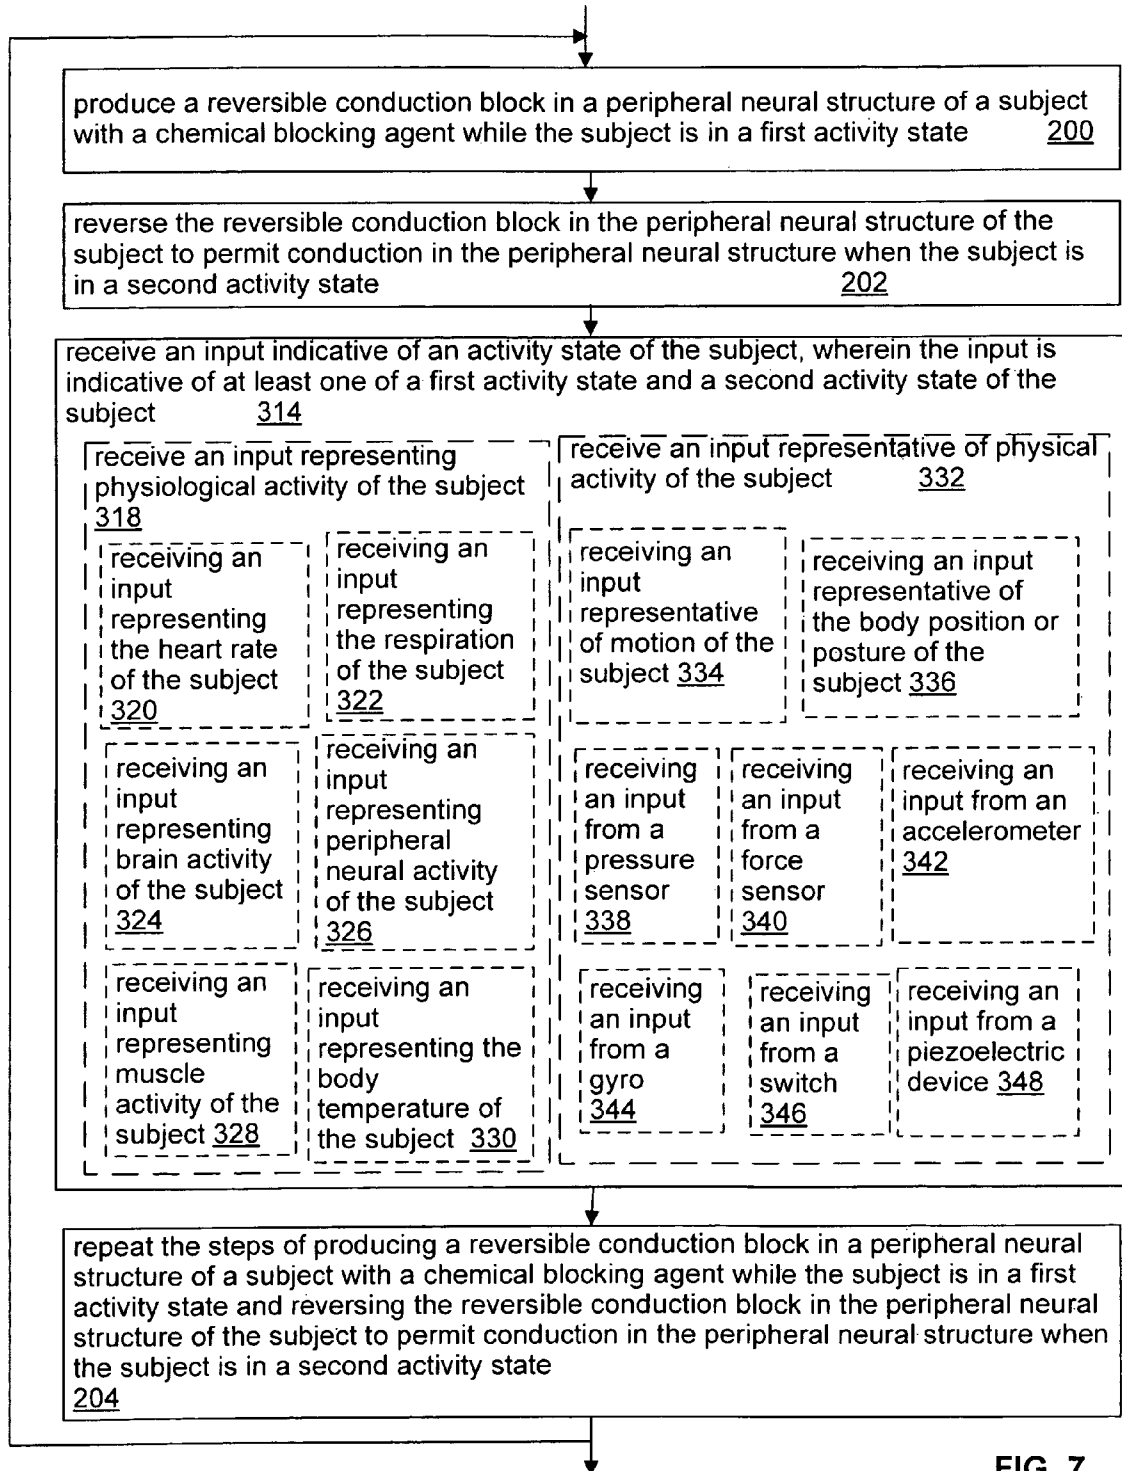 produce a reversible conduction block in a peripheral neural structure of a subject
with a chemical blocking agent while the subject is in a first activity state 200
reverse the reversible conduction block in the peripheral neural structure of the
subject to permit conduction in the peripheral neural structure when the subject is
in a second activity state 202
receive an input indicative of an activity state of the subject, wherein the input is
indicative of at least one of a first activity state and a second activity state of the
subject 314
receive an input representing
physiological activity of the subject
318
receiving an
input
representing
the heart rate
of the subject
320
receiving an
input
representing
the respiration
of the subject
322
receiving an
input
representing
brain activity
of the subject
324
receiving an
input
representing
peripheral
neural activity
of the subject
326
receiving an
input
representing
muscle
activity of the
subject 328
receiving an
input
representing the
body
temperature of
the subject 330
receive an input representative of physical
activity of the subject 332
receiving an
input
representative
of motion of the
subject 334
receiving an input
representative of
the body position or
posture of the
subject 336
receiving
an input
from a
pressure
sensor
338
receiving
an input
from a
force
sensor
340
receiving an
input from an
accelerometer
342
receiving
an input
from a
gyro
344
receiving
an input
from a
switch
346
receiving an
input from a
piezoelectric
device 348
repeat the steps of producing a reversible conduction block in a peripheral neural
structure of a subject with a chemical blocking agent while the subject is in a first
activity state and reversing the reversible conduction block in the peripheral neural
structure of the subject to permit conduction in the peripheral neural structure when
the subject is in a second activity state
204
FIG. 7